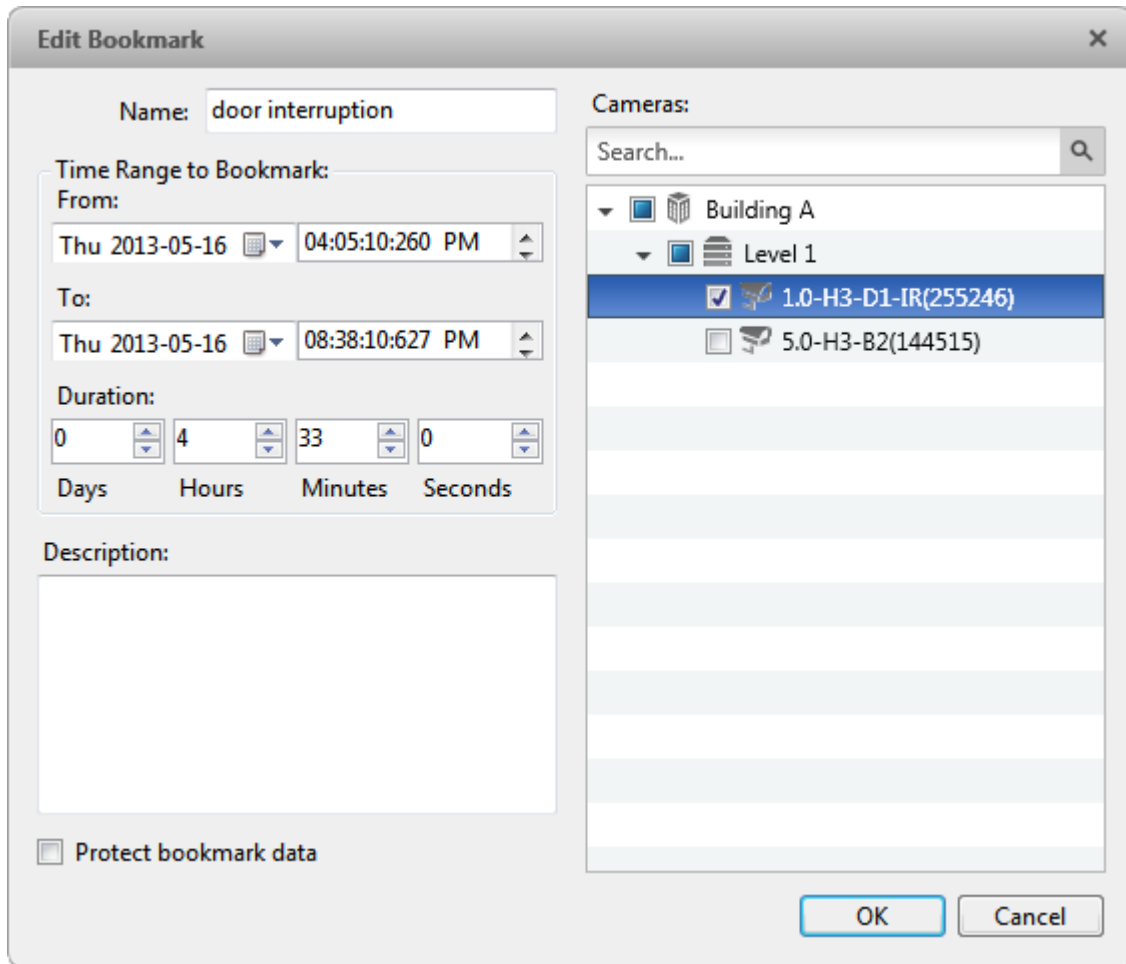 Edit Bookmark
Name: door interruption
Time Range to Bookmark:
From:
Thu 2013-05-16 04:05:10:260 PM
To:
Thu 2013-05-16 08:38:10:627 PM
Duration:
0 4 33 0
Days Hours Minutes Seconds
Description:
Protect bookmark data
Cameras:
Search...
Building A
Level 1
1.0-H3-D1-IR(255246)
5.0-H3-B2(144515)
OK Cancel